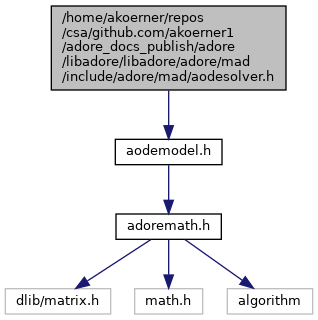 /home/akoerner/repos
/csa/github.com/akoerner1
/adore_docs_publish/adore
/libadore/libadore/adore/mad
/include/adore/mad/aodesolver.h
aodemodel.h
adoremath.h
dlib/matrix.h
math.h
algorithm